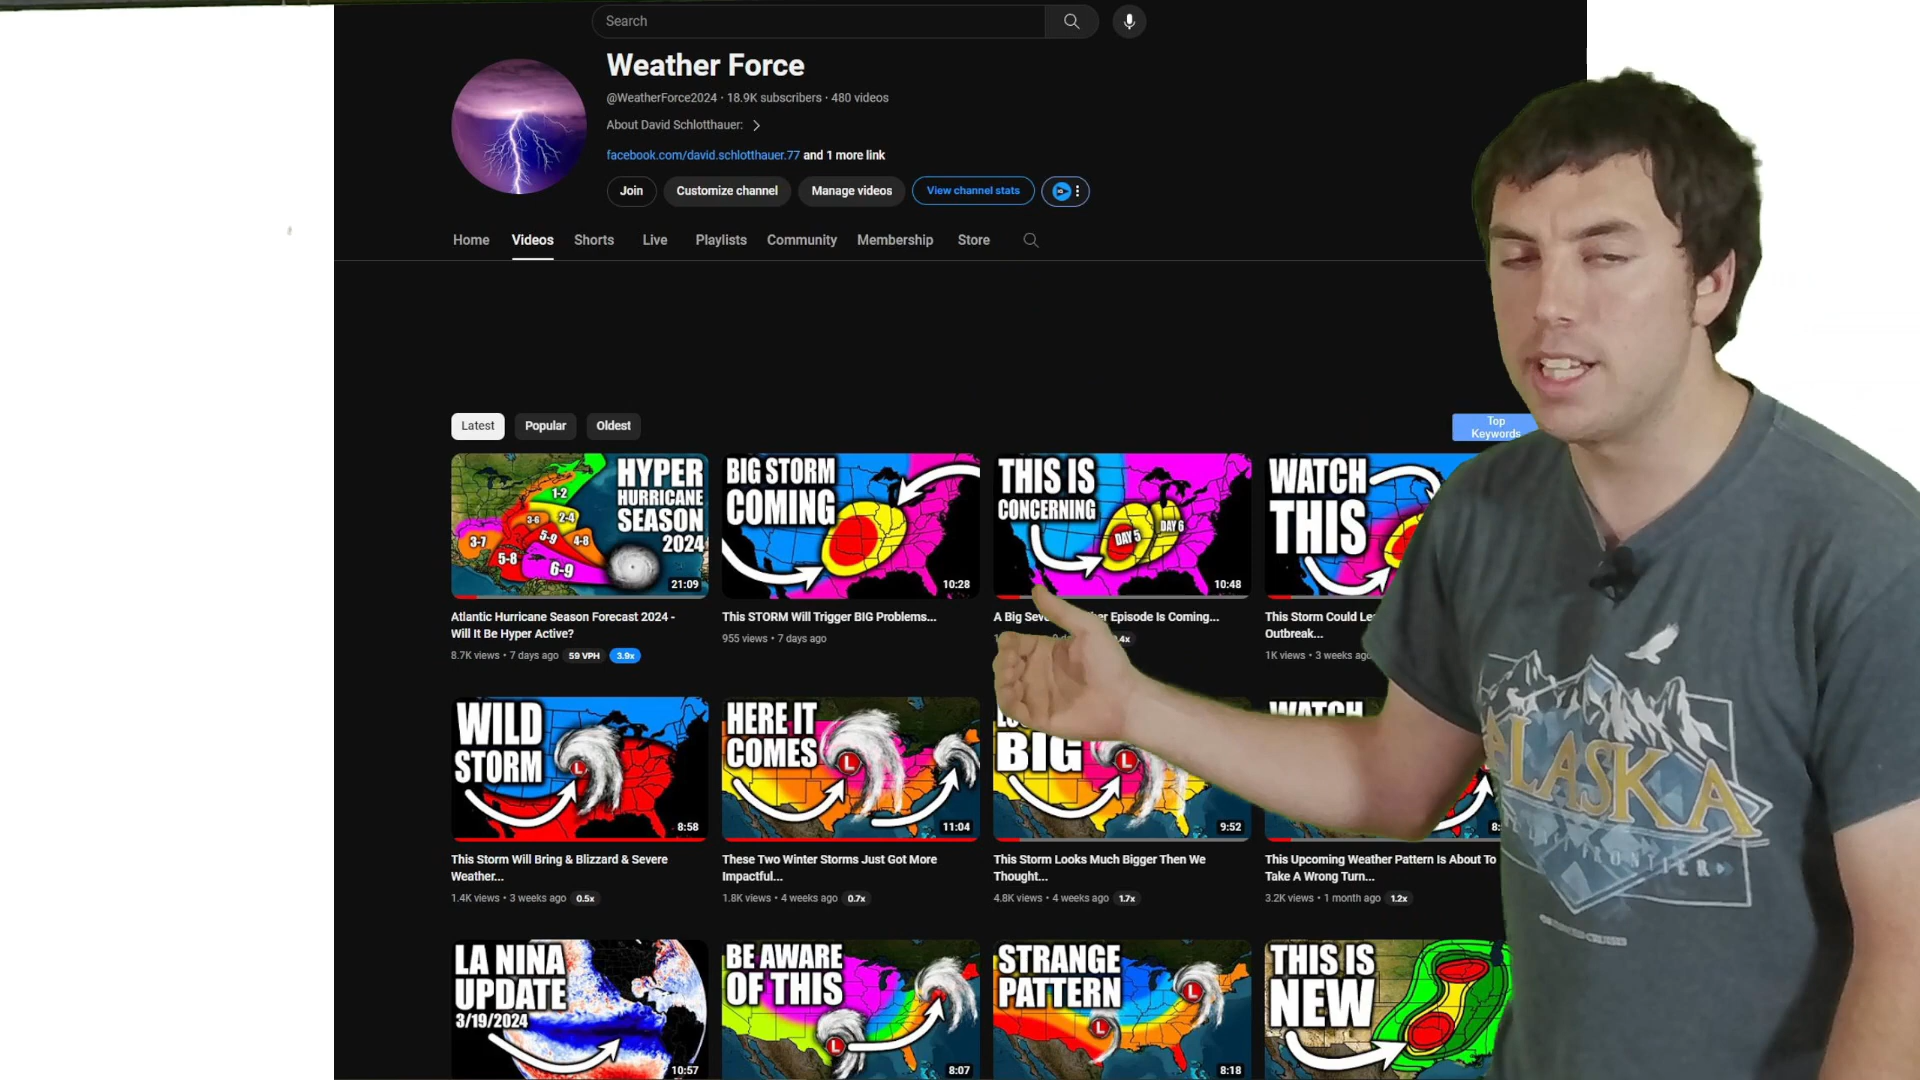 Search
Weather Force
@WeatherForce2024 · 18.9K subscribers · 480 videos
About David Schlotthauer:
facebook.com/david.schlotthauer.77 and 1 more link
Join
Customize channel
Manage videos
View channel stats
Home
Videos
Shorts
Live
Playlists
Community
Membership
Store
Latest
Popular
Oldest
Top
Keywords
HYPER
HURRICANE
SEASON
2024
1-2
3-6
2-4
3-7
5-9
4-8
5-8
6-9
21:09
BIG STORM
COMING
10:28
THIS IS
CONCERNING
DAY 5
DAY 6
10:48
WATCH
THIS
Atlantic Hurricane Season Forecast 2024 -
Will It Be Hyper Active?
8.7K views • 7 days ago 59 VPH 3.9x
This STORM Will Trigger BIG Problems...
955 views • 7 days ago
A Big Episode Is Coming...
This Storm Could
Outbreak...
1K views • 3 weeks ago
WILD
STORM
L
8:58
HERE IT
COMES
L
11:04
BIG
L
9:52
WATCH
This Storm Will Bring & Blizzard & Severe
Weather...
1.4K views • 3 weeks ago 0.5x
These Two Winter Storms Just Got More
Impactful...
1.8K views • 4 weeks ago 0.7x
This Storm Looks Much Bigger Then We
Thought...
4.8K views • 4 weeks ago 1.7x
This Upcoming Weather Pattern Is About To
Take A Wrong Turn...
3.2K views • 1 month ago 1.2x
LA NINA
UPDATE
3/19/2024
10:57
BE AWARE
OF THIS
L
8:07
STRANGE
PATTERN
L
L
8:18
THIS IS
NEW
ALASKA